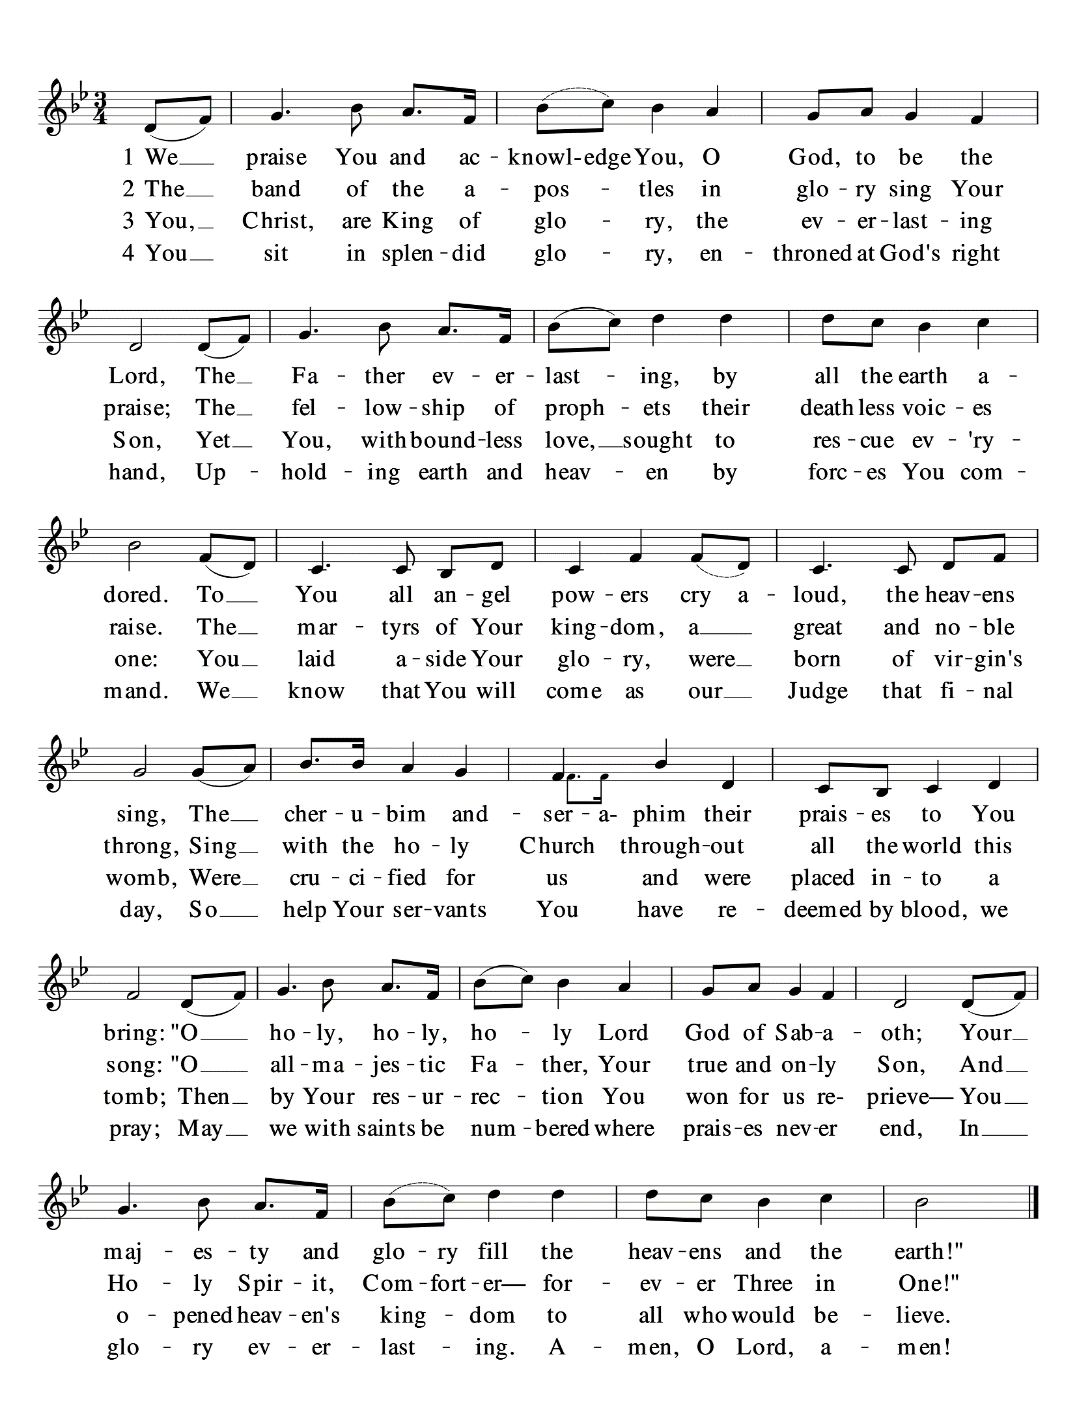 3
4
1 We praise You and ac - knowl-edge You, O God, to be the
2 The band of the a - pos - tles in glo - ry sing Your
3 You, Christ, are King of glo - ry, the ev - er - last - ing
4 You sit in splen - did glo - ry, en - throned at God's right
Lord, The Fa - ther ev - er - last - ing, by all the earth a -
praise; The fel - low - ship of proph - ets their death less voic - es
Son, Yet You, with bound - less love, sought to res - cue ev - 'ry -
hand, Up - hold - ing earth and heav - en by forc - es You com -
dored. To You all an - gel pow - ers cry a - loud, the heav - ens
raise. The mar - tyrs of Your king - dom, a great and no - ble
one: You laid a - side Your glo - ry, were born of vir - gin's
mand. We know that You will come as our Judge that fi - nal
sing, The cher - u - bim and - ser - a- phim their prais - es to You
throng, Sing with the ho - ly Church through - out all the world this
womb, Were cru - ci - fied for us and were placed in - to a
day, So help Your ser - vants You have re - deemed by blood, we
bring: "O ho - ly, ho - ly, ho - ly Lord God of Sab - a - oth; Your
song: "O all - ma - jes - tic Fa - ther, Your true and on - ly Son, And
tomb; Then by Your res - ur - rec - tion You won for us re- prieve— You
pray; May we with saints be num - bered where prais - es nev - er end, In
maj - es - ty and glo - ry fill the heav - ens and the earth!"
Ho - ly Spir - it, Com - fort - er— for - ev - er Three in One!"
o - pened heav - en's king - dom to all who would be - lieve.
glo - ry ev - er - last - ing. A - men, O Lord, a - men!